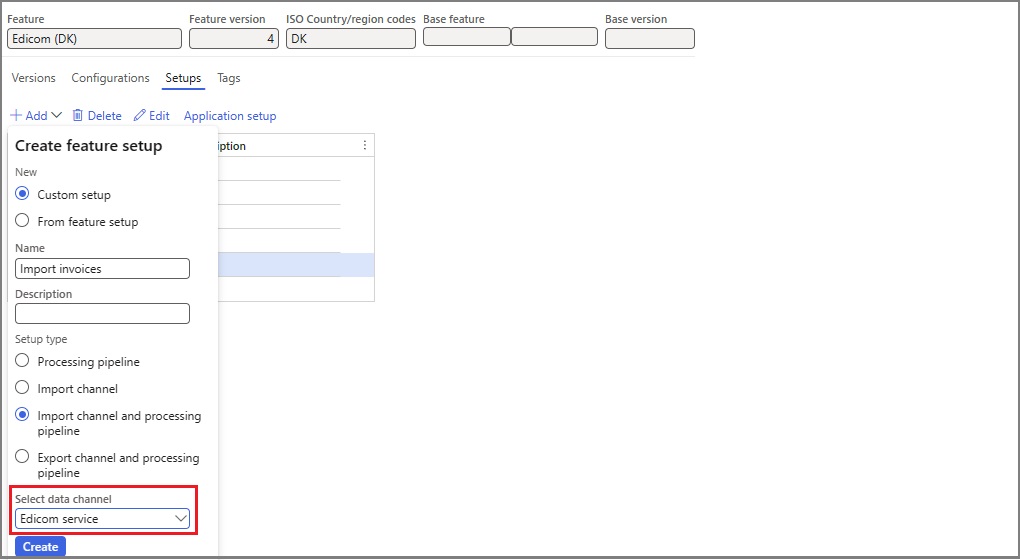 Feature
Feature version
ISO Country/region codes
Base feature
Base version
Edicom (DK)
4
DK
Versions
Configurations
Setups
Tags
Add
Delete
Edit
Application setup
Create feature setup
iption
New
Custom setup
From feature setup
Name
Import invoices
Description
Setup type
Processing pipeline
Import channel
Import channel and processing
pipeline
Export channel and processing
pipeline
Select data channel
Edicom service
Create